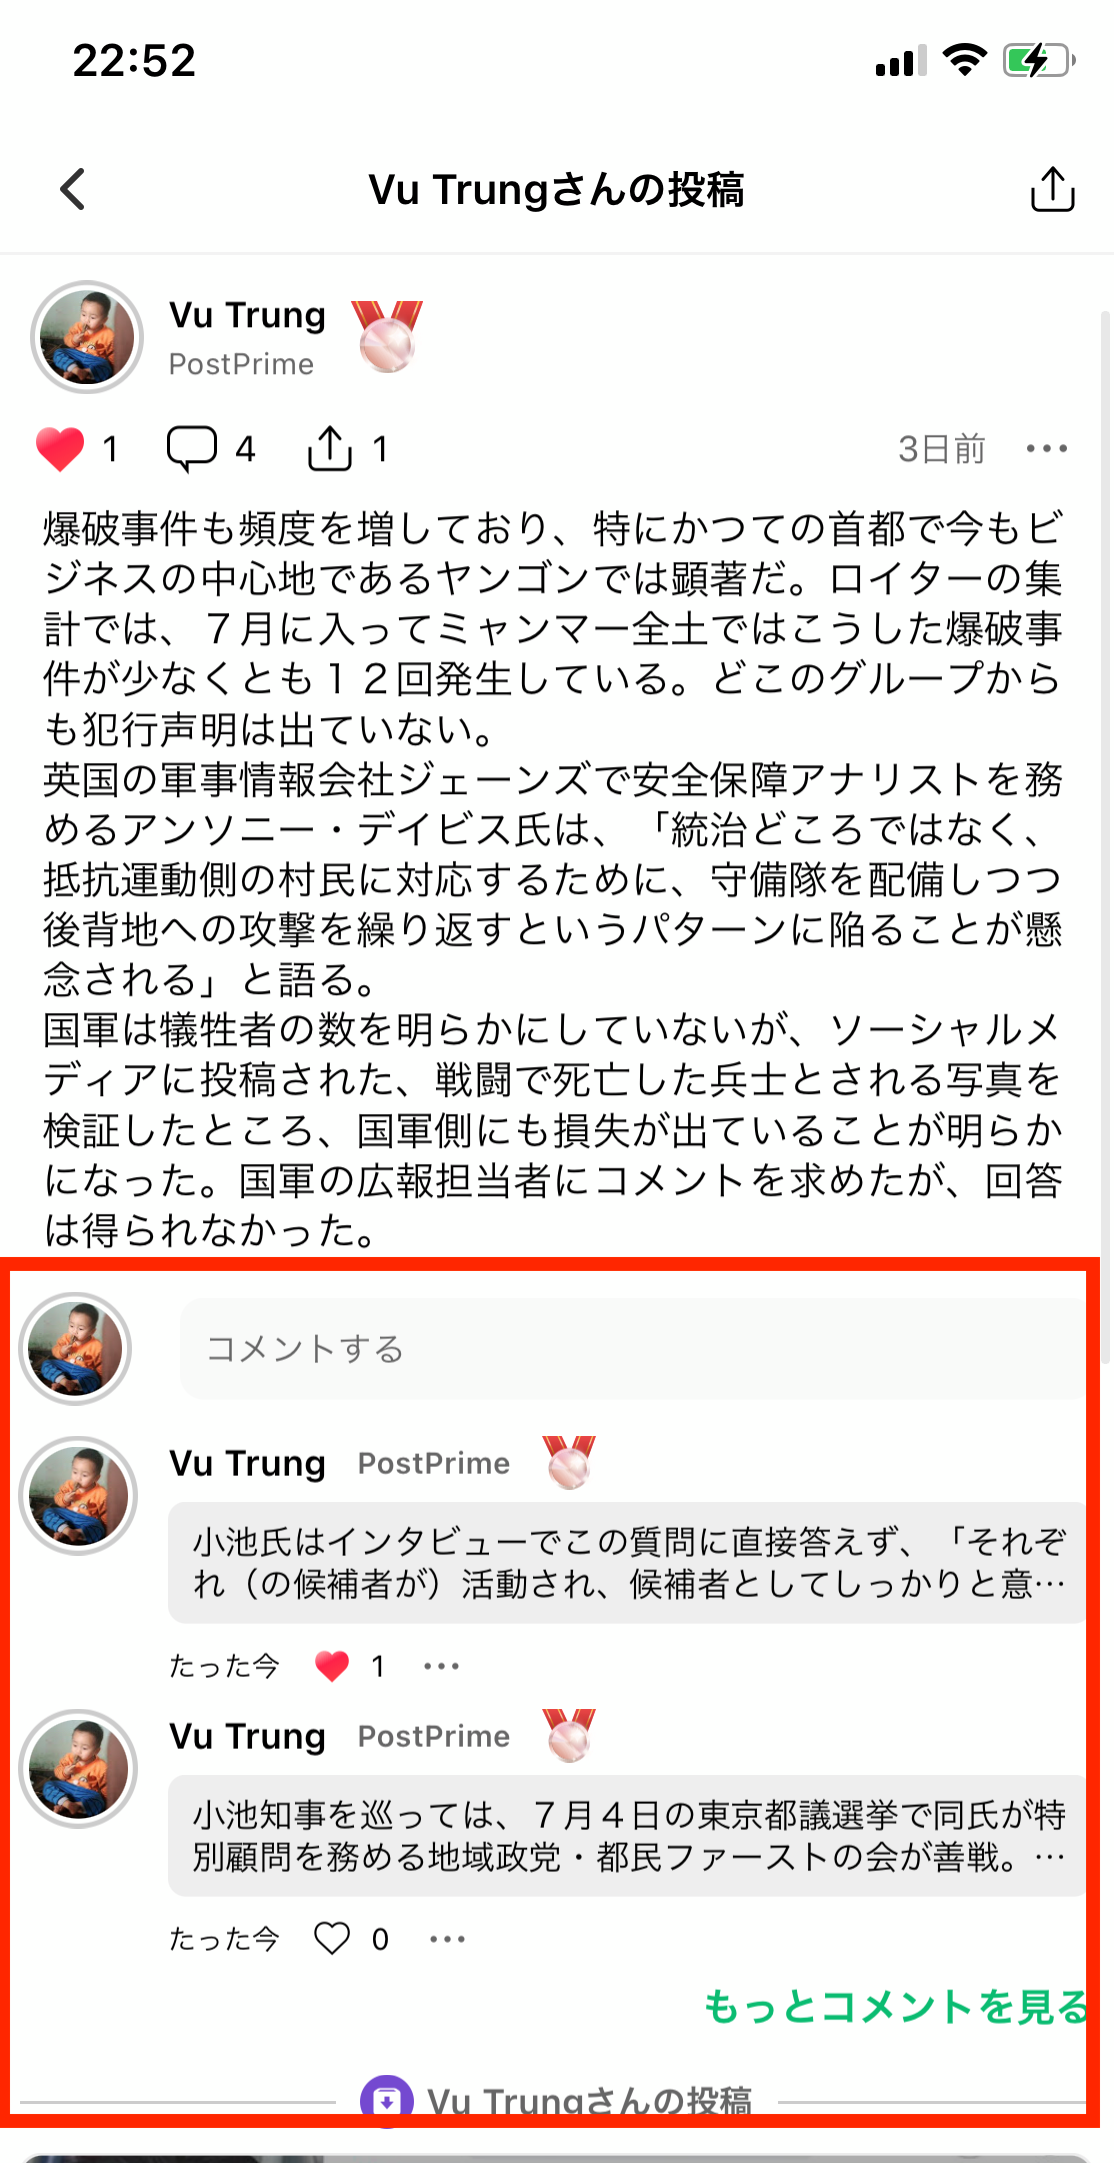 22:52
Vu Trungさんの投稿
Vu Trung
PostPrime
1 4 1 3日前
爆破事件も頻度を増しており、特にかつての首都で今もビ
ジネスの中心地であるヤンゴンでは顕著だ。ロイターの集
計では、７月に入ってミャンマー全土ではこうした爆破事
件が少なくとも１２回発生している。どこのグループから
も犯行声明は出ていない。
英国の軍事情報会社ジェーンズで安全保障アナリストを務
めるアンソニー・デイビス氏は、「統治どころではなく、
抵抗運動側の村民に対応するために、守備隊を配備しつつ
後背地への攻撃を繰り返すというパターンに陥ることが懸
念される」と語る。
国軍は犠牲者の数を明らかにしていないが、ソーシャルメ
ディアに投稿された、戦闘で死亡した兵士とされる写真を
検証したところ、国軍側にも損失が出ていることが明らか
になった。国軍の広報担当者にコメントを求めたが、回答
は得られなかった。
コメントする
Vu Trung PostPrime
小池氏はインタビューでこの質問に直接答えず、「それぞ
れ（の候補者が）活動され、候補者としてしっかりと意…
たった今 1
Vu Trung PostPrime
小池知事を巡っては、７月４日の東京都議選挙で同氏が特
別顧問を務める地域政党・都民ファーストの会が善戦。…
たった今 0
もっとコメントを見る
Vu Trungさんの投稿